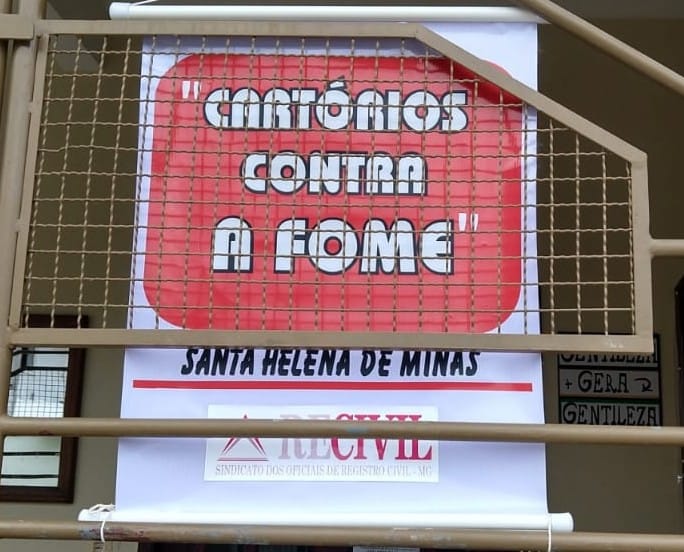 "CARTÓRIOS
CONTRA
A FOME"
SANTA HELENA DE MINAS
RECIVIL
SINDICATO DOS OFICIAIS DE REGISTRO CIVIL - MG
GENTILEZA
+ GERA
GENTILEZA